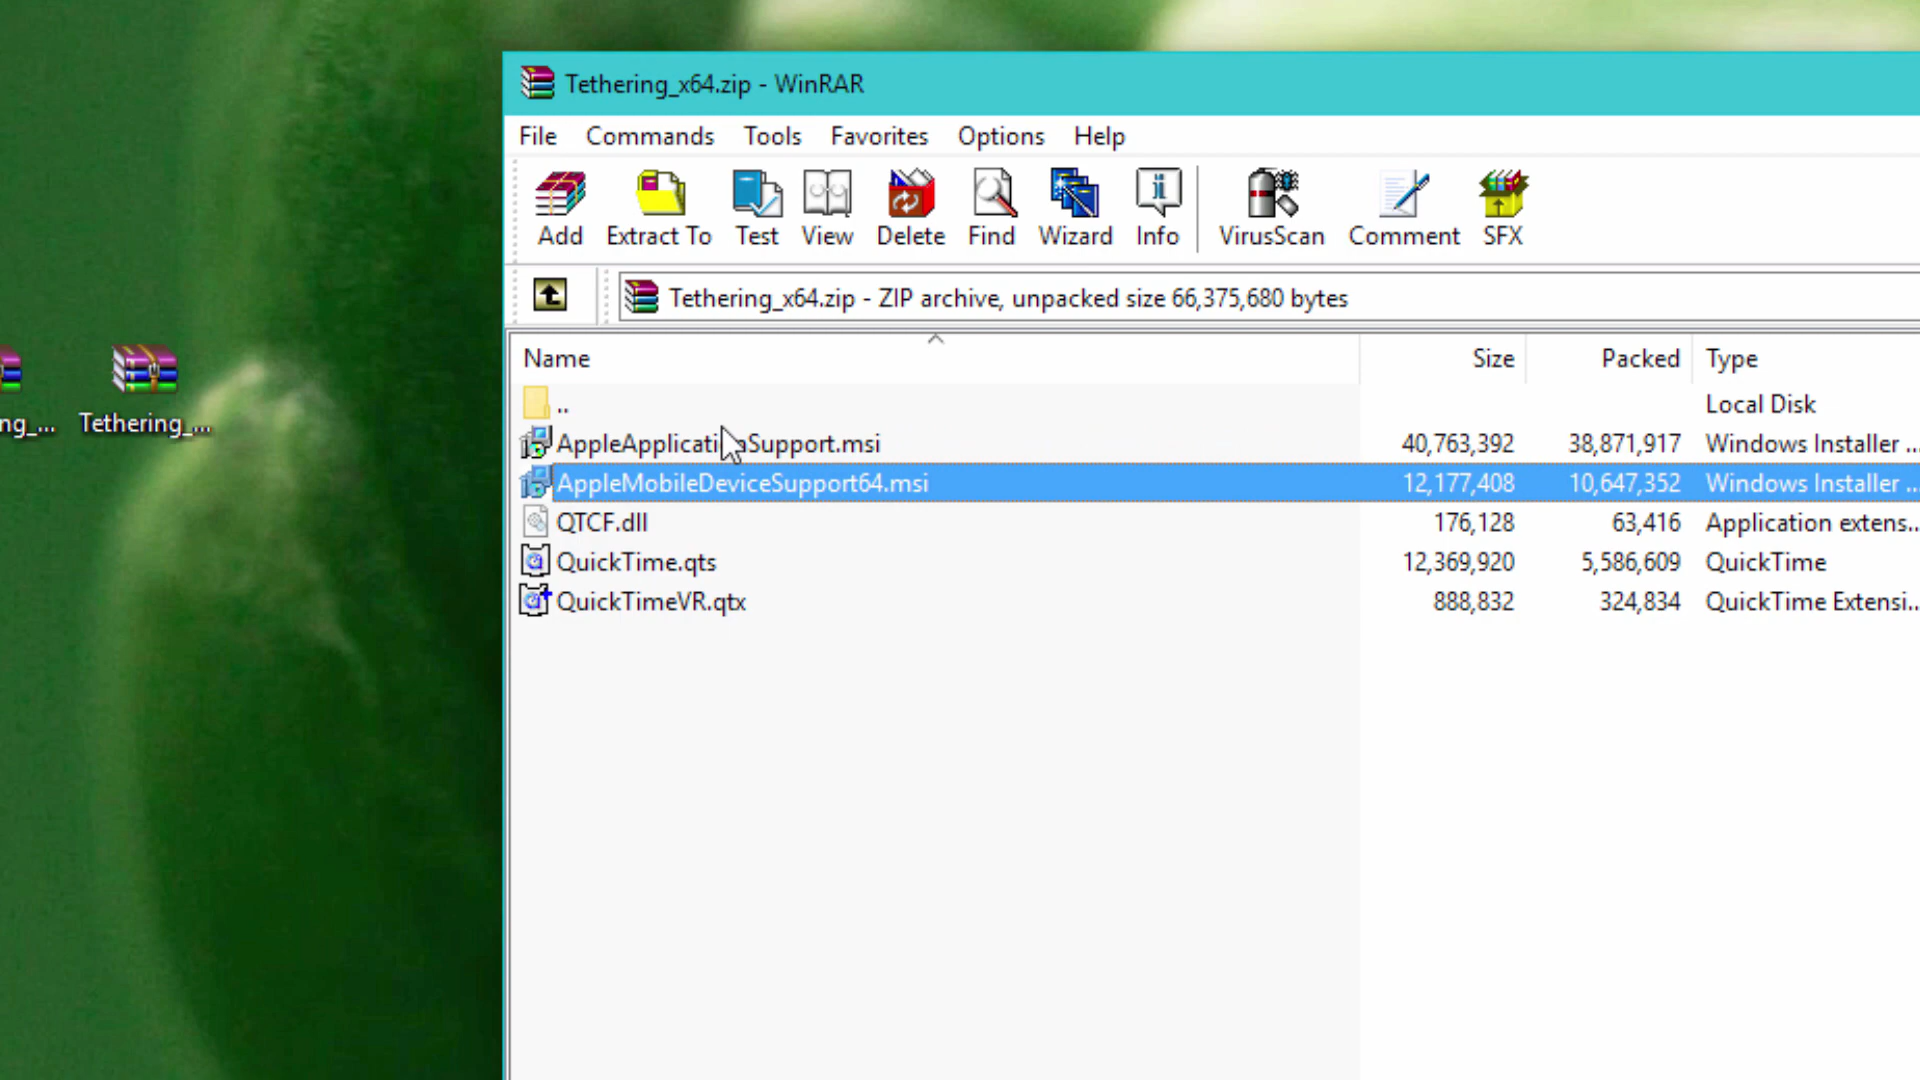 Tethering_x64.zip - WinRAR
File Commands Tools Favorites Options Help
Add Extract To Test View Delete Find Wizard Info VirusScan Comment SFX
Tethering_x64.zip - ZIP archive, unpacked size 66,375,680 bytes
Name Size Packed Type
.. Local Disk
AppleApplicationSupport.msi 40,763,392 38,871,917 Windows Installer ...
AppleMobileDeviceSupport64.msi 12,177,408 10,647,352 Windows Installer ...
QTCF.dll 176,128 63,416 Application extens...
QuickTime.qts 12,369,920 5,586,609 QuickTime
QuickTimeVR.qtx 888,832 324,834 QuickTime Extensi...
ng_... Tethering_...